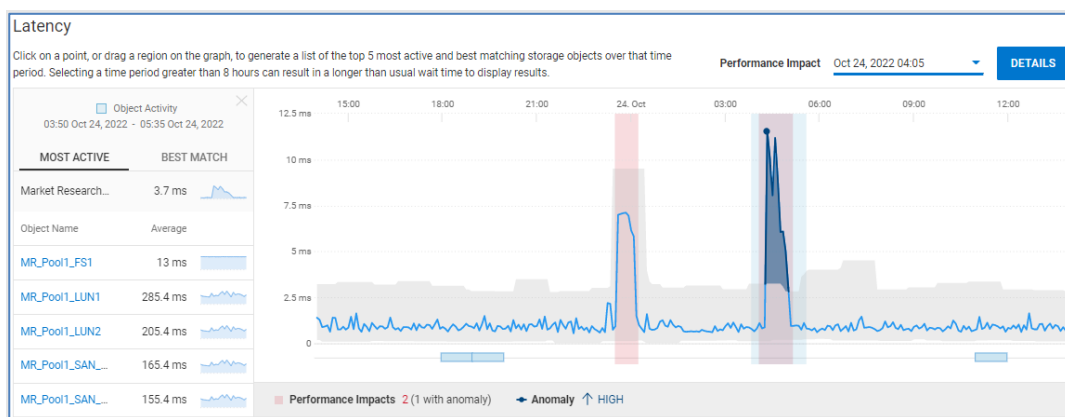 Latency
Click on a point, or drag a region on the graph, to generate a list of the top 5 most active and best matching storage objects over that time
period. Selecting a time period greater than 8 hours can result in a longer than usual wait time to display results.
Performance Impact Oct 24, 2022 04:05 DETAILS
Object Activity
03:50 Oct 24, 2022 - 05:35 Oct 24, 2022
MOST ACTIVE BEST MATCH
Market Research... 3.7 ms
Object Name Average
MR_Pool1_FS1 13 ms
MR_Pool1_LUN1 285.4 ms
MR_Pool1_LUN2 205.4 ms
MR_Pool1_SAN_... 165.4 ms
MR_Pool1_SAN_... 155.4 ms
15:00 18:00 21:00 24. Oct 03:00 06:00 09:00 12:00
12.5 ms
10 ms
7.5 ms
5 ms
2.5 ms
0
Performance Impacts 2 (1 with anomaly) Anomaly ↑ HIGH